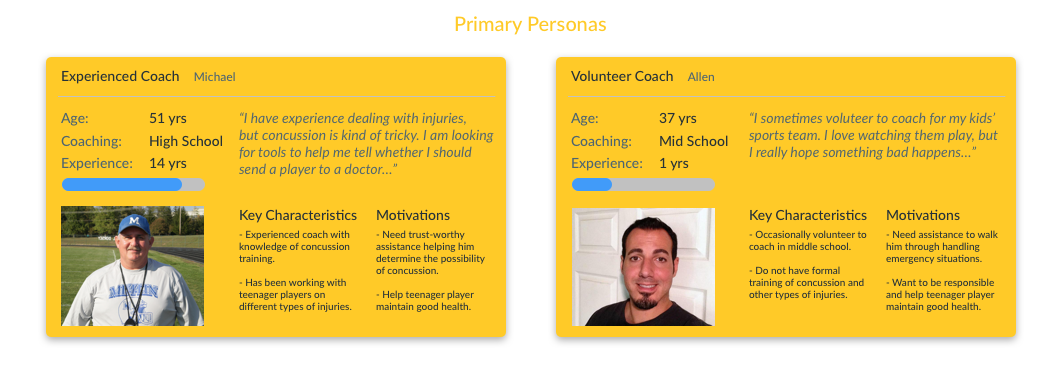 Primary Personas
Experienced Coach Michael
Age: 51 yrs
Coaching: High School
Experience: 14 yrs
"I have experience dealing with injuries,
but concussion is kind of tricky. I am looking
for tools to help me tell whether I should
send a player to a doctor..."
M
Key Characteristics
- Experienced coach with
knowledge of concussion
training.
- Has been working with
teenager players on
different types of injuries.
Motivations
- Need trust-worthy
assistance helping him
determine the possibility
of concussion.
- Help teenager player
maintain good health.
Volunteer Coach Allen
Age: 37 yrs
Coaching: Mid School
Experience: 1 yrs
"I sometimes voluteer to coach for my kids'
sports team. I love watching them play, but
I really hope something bad happens..."
Key Characteristics
- Occasionally volunteer to
coach in middle school.
- Do not have formal
training of concussion and
other types of injuries.
Motivations
- Need assistance to walk
him through handling
emergency situations.
- Want to be responsible
and help teenager player
maintain good health.